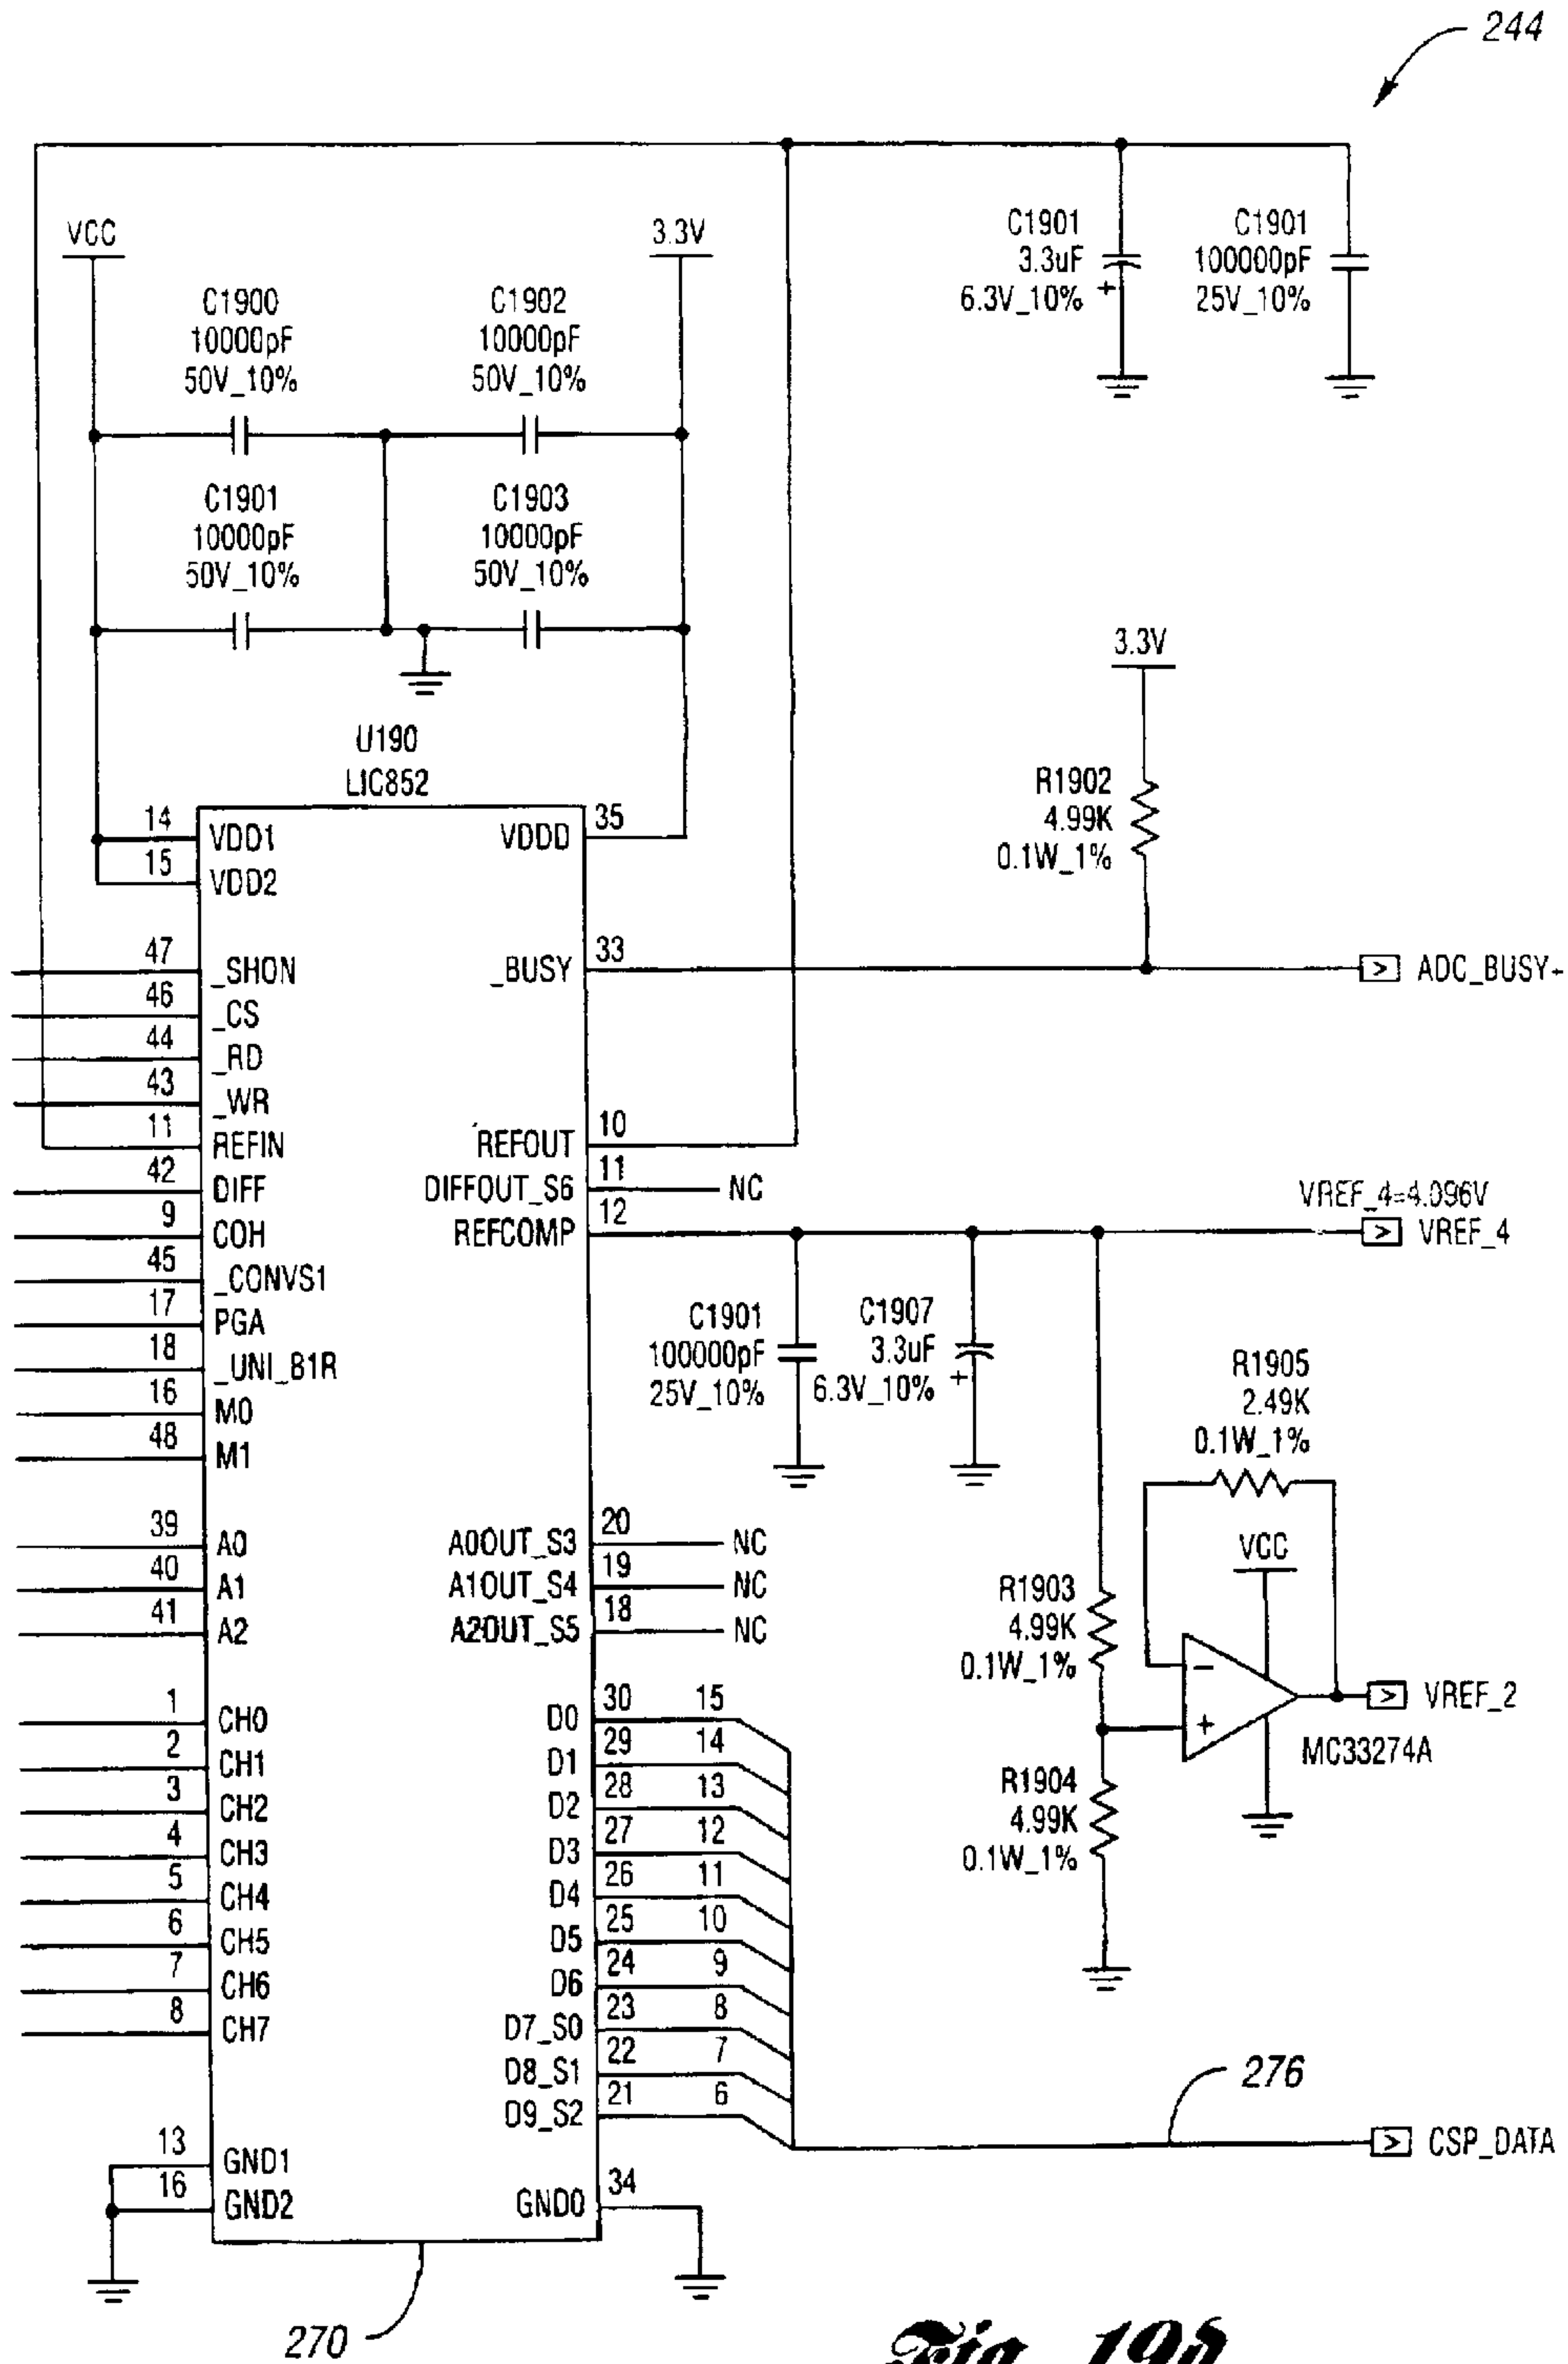 244
VCC
3.3V
C1901
3.3uF
6.3V_10%
+
C1901
100000pF
25V_10%
C1900
10000pF
50V_10%
C1902
10000pF
50V_10%
C1901
10000pF
50V_10%
C1903
10000pF
50V_10%
3.3V
R1902
4.99K
0.1W_1%
U190
LIC852
14 VDD1
15 VDD2
VDDD 35
47 _SHON
46 _CS
44 _RD
43 _WR
11 REFIN
42 DIFF
9 COH
45 _CONVS1
17 PGA
18 _UNI_B1R
16 M0
48 M1
39 A0
40 A1
41 A2
1 CH0
2 CH1
3 CH2
4 CH3
5 CH4
6 CH5
7 CH6
8 CH7
13 GND1
16 GND2
_BUSY 33
> ADC_BUSY-
REFOUT 10
DIFFOUT_S6 11 NC
REFCOMP 12
VREF_4=4.096V
> VREF_4
C1901
100000pF
25V_10%
C1907
3.3uF
6.3V_10%
+
R1905
2.49K
0.1W_1%
VCC
R1903
4.99K
0.1W_1%
−
+
> VREF_2
MC33274A
R1904
4.99K
0.1W_1%
A0OUT_S3 20 NC
A1OUT_S4 19 NC
A2OUT_S5 18 NC
D0 30 15
D1 29 14
D2 28 13
D3 27 12
D4 26 11
D5 25 10
D6 24 9
D7_S0 23 8
D8_S1 22 7
D9_S2 21 6
276
> CSP_DATA
GND0 34
270
Fig. 19b